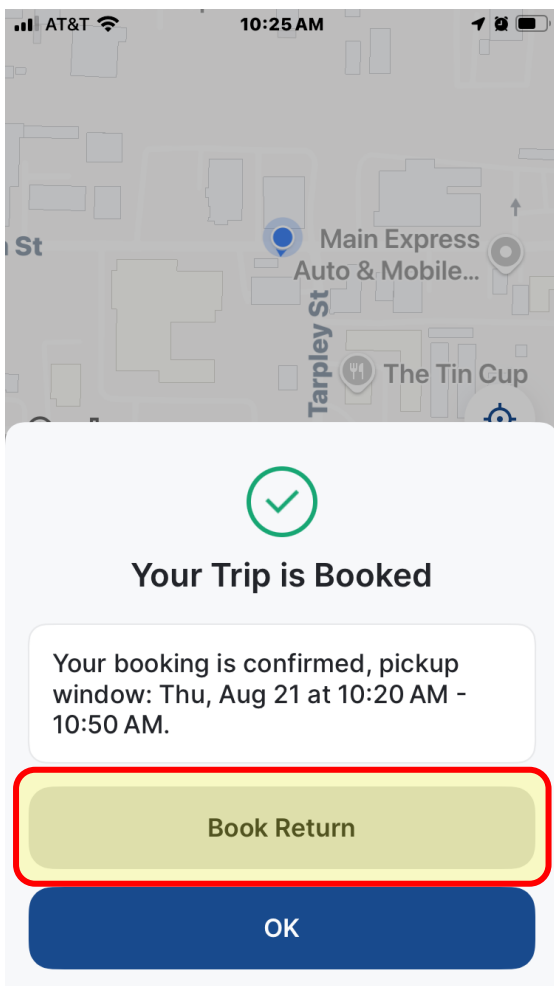 AT&T 10:25 AM
St
Main Express
Auto & Mobile...
Tarpley St
The Tin Cup
Your Trip is Booked
Your booking is confirmed, pickup
window: Thu, Aug 21 at 10:20 AM -
10:50 AM.
Book Return
OK